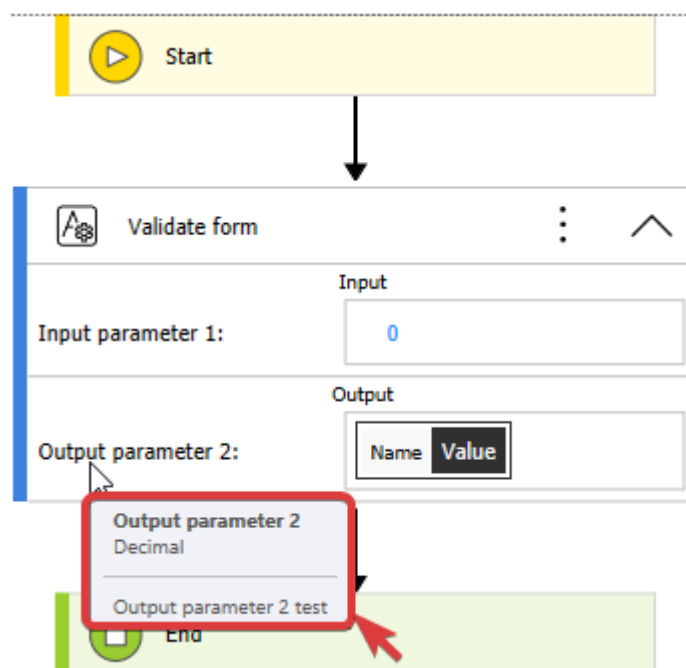 Start
Validate form
Input
Input parameter 1:
0
Output
Output parameter 2:
Name Value
Output parameter 2
Decimal
Output parameter 2 test
End